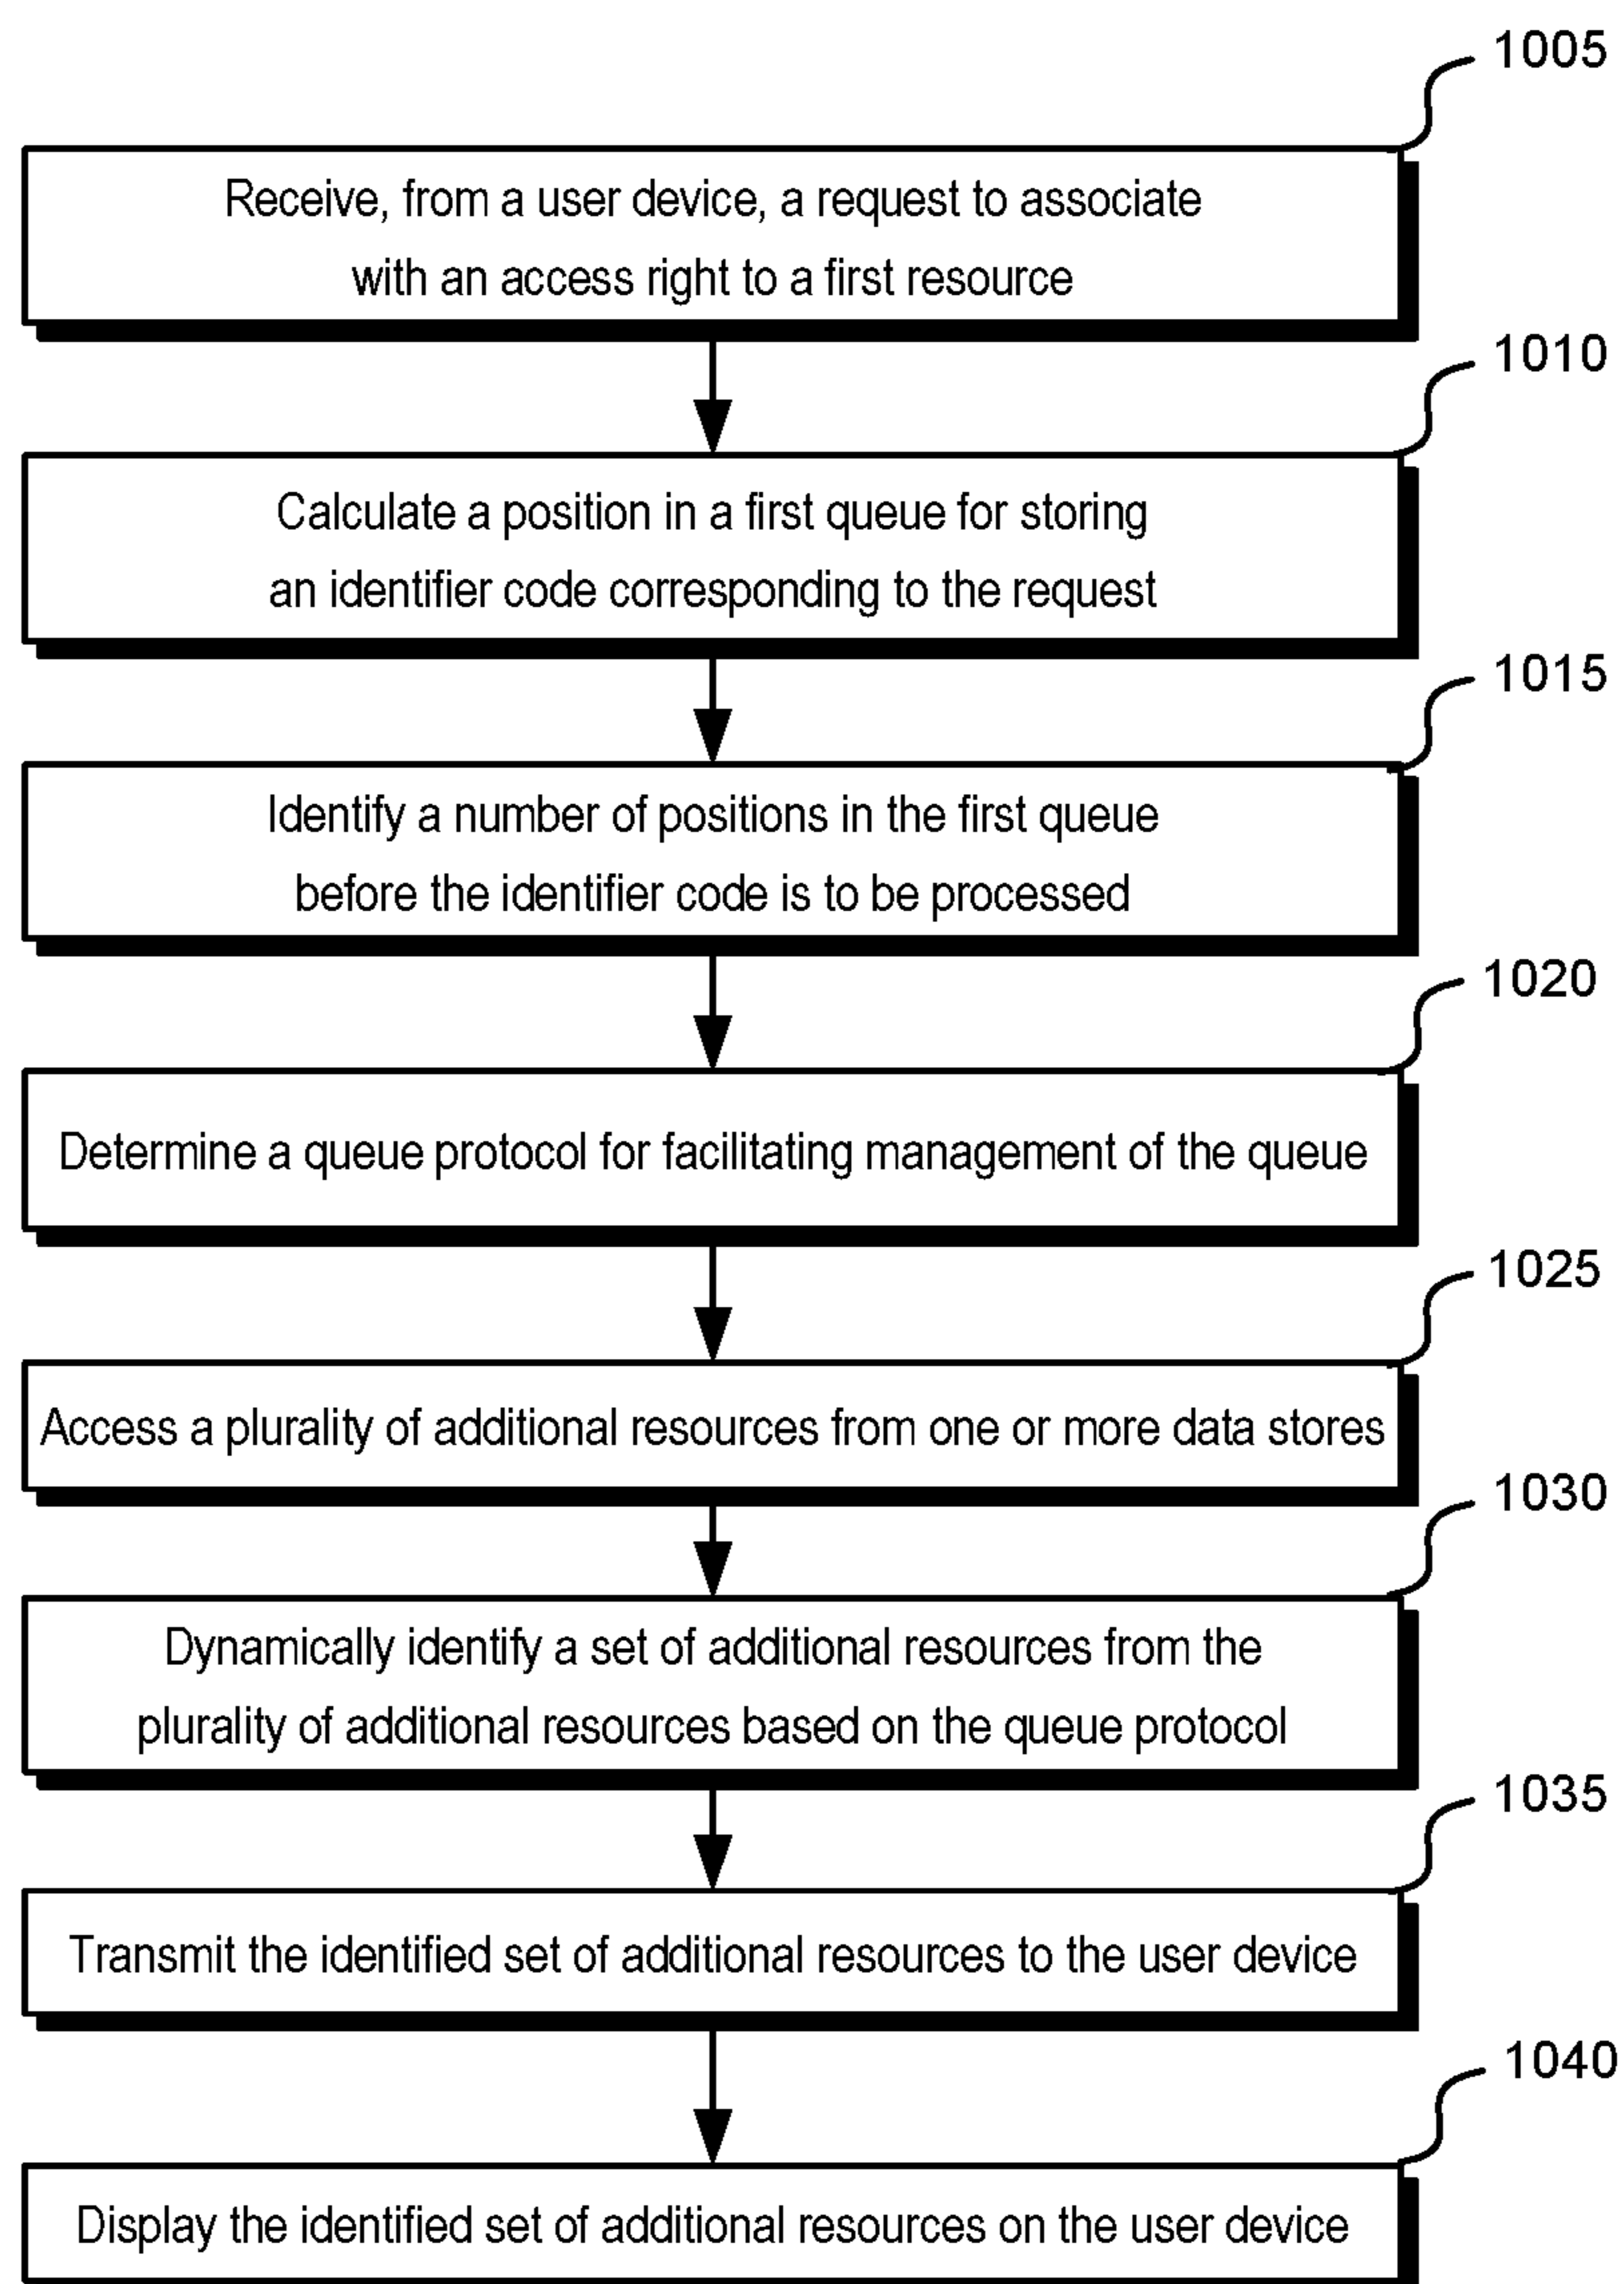 1005
Receive, from a user device, a request to associate
with an access right to a first resource
1010
Calculate a position in a first queue for storing
an identifier code corresponding to the request
1015
Identify a number of positions in the first queue
before the identifier code is to be processed
1020
Determine a queue protocol for facilitating management of the queue
1025
Access a plurality of additional resources from one or more data stores
1030
Dynamically identify a set of additional resources from the
plurality of additional resources based on the queue protocol
1035
Transmit the identified set of additional resources to the user device
1040
Display the identified set of additional resources on the user device